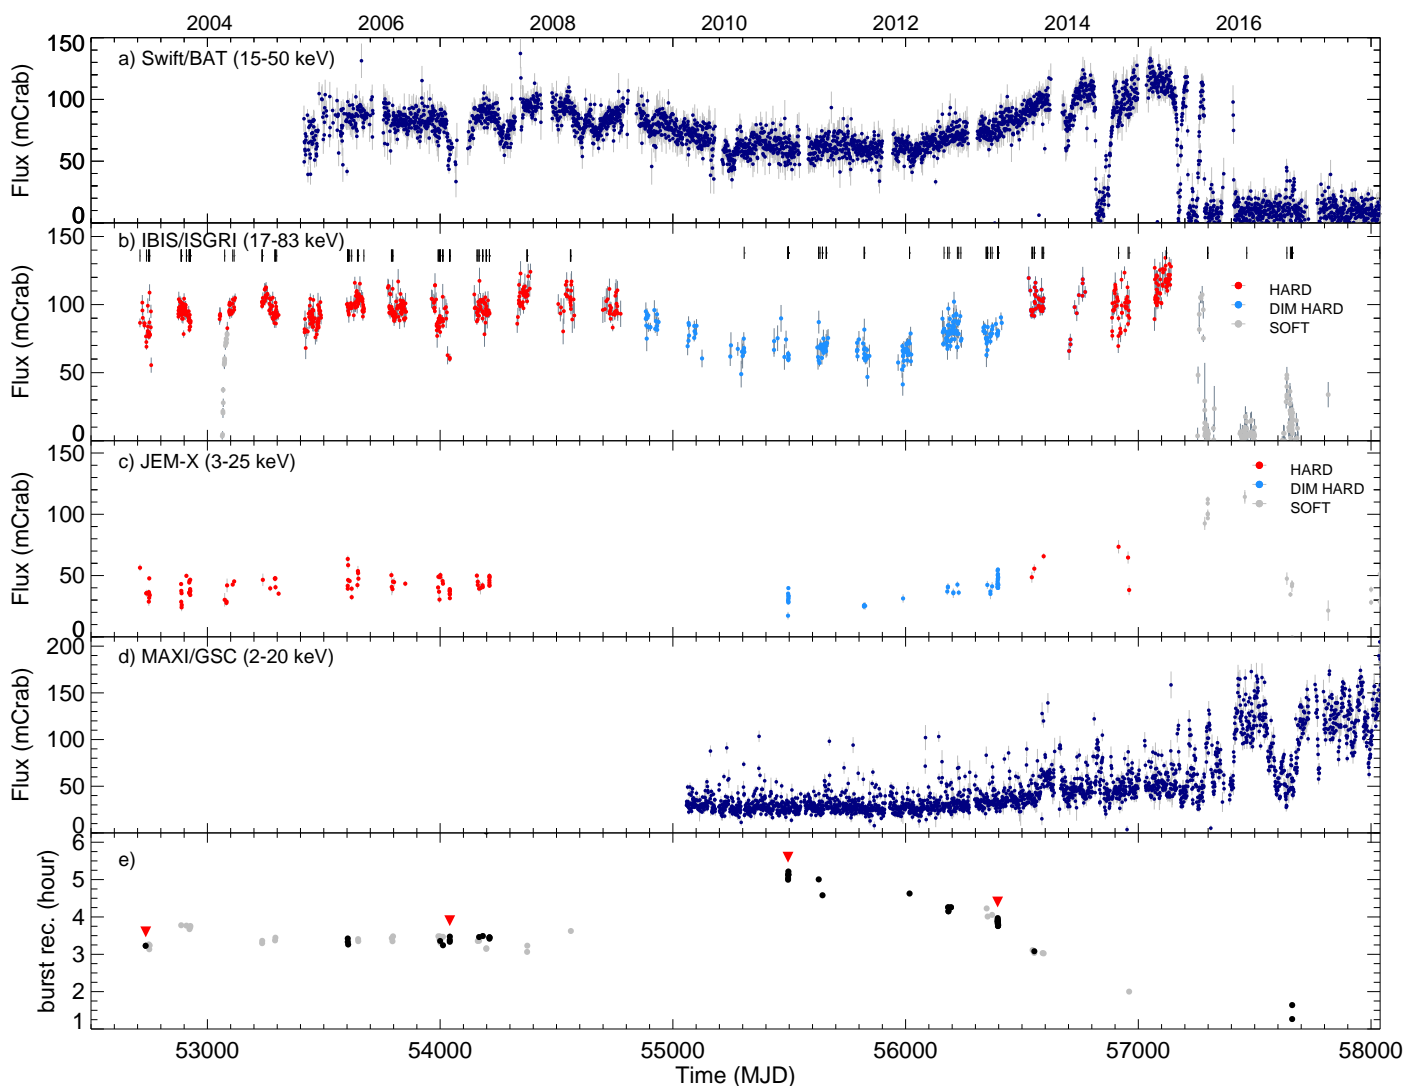 2004 2006 2008 2010 2012 2014 2016
150
a) Swift/BAT (15-50 keV)
100
Flux (mCrab)
50
0
150
b) IBIS/ISGRI (17-83 keV)
100
Flux (mCrab)
50
0
HARD
DIM HARD
SOFT
150
c) JEM-X (3-25 keV)
100
Flux (mCrab)
50
0
HARD
DIM HARD
SOFT
200
d) MAXI/GSC (2-20 keV)
150
Flux (mCrab)
100
50
0
6
e)
5
burst rec. (hour)
4
3
2
1
53000 54000 55000 56000 57000 58000
Time (MJD)